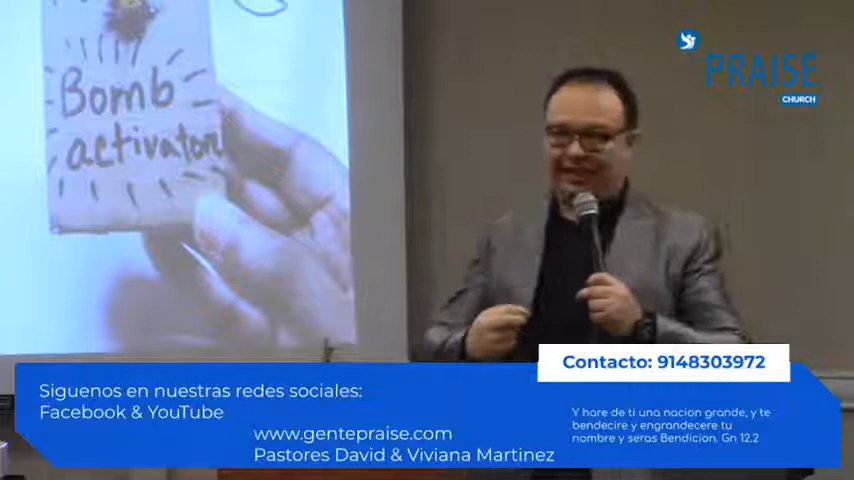 Bomb
activator
PRAISE
CHURCH
Contacto: 9148303972
Siguenos en nuestras redes sociales:
Facebook & YouTube
www.gentepraise.com
Pastores David & Viviana Martinez
Y hare de ti una nacion grande, y te
bendecire y engrandecere tu
nombre y seras Bendicion. Gn 12,2